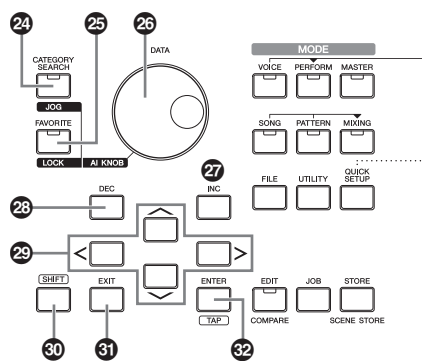 24
25
26
DATA
MODE
CATEGORY
SEARCH
VOICE PERFORM MASTER
JOG
FAVORITE
SONG PATTERN MIXING
LOCK AI KNOB
27
DEC
INC
FILE UTILITY QUICK
SETUP
28
29
< >
SHIFT EXIT ENTER EDIT JOB STORE
TAP COMPARE SCENE STORE
30 31 32